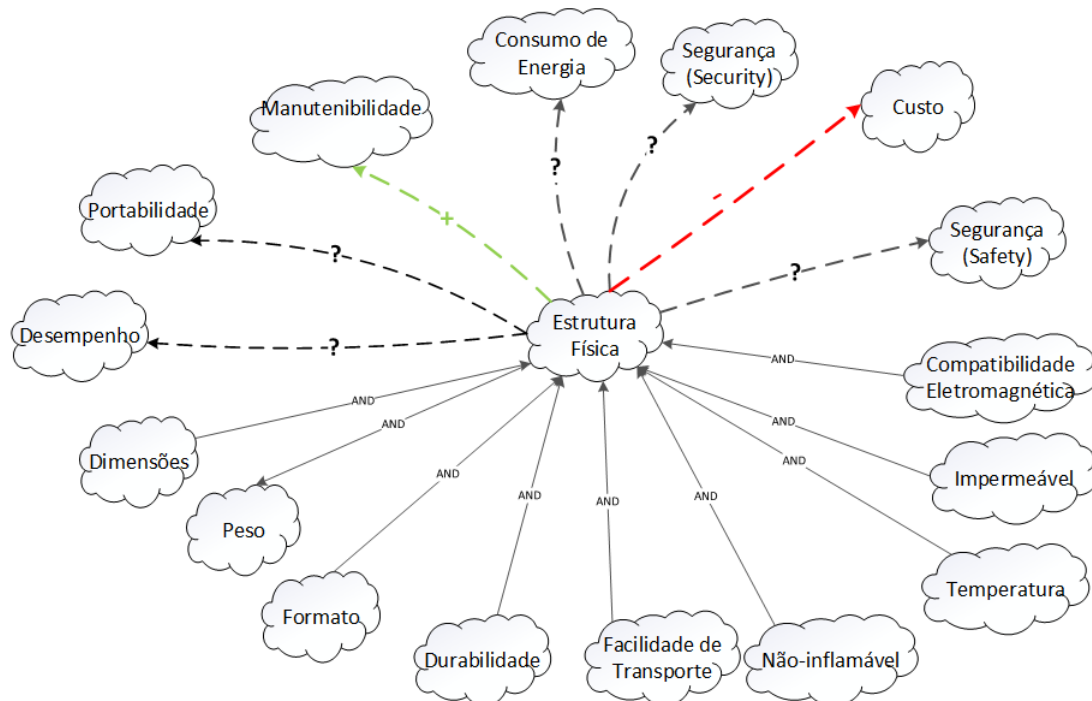 Consumo de
Energia
Segurança
(Security)
Manutenibilidade
Custo
?
?
-
Portabilidade
+
Segurança
(Safety)
?
?
Desempenho
?
Estrutura
Física
AND
Compatibilidade
Eletromagnética
AND
AND
AND
Dimensões
AND
AND
Impermeável
Peso
AND
AND
AND
Temperatura
Formato
Durabilidade
Facilidade de
Transporte
Não-inflamável